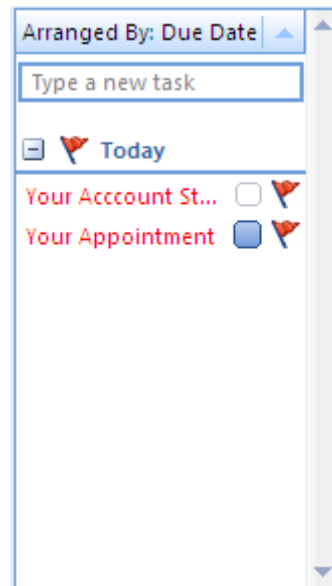 Arranged By: Due Date
Type a new task
Today
Your Acccount St...
Your Appointment